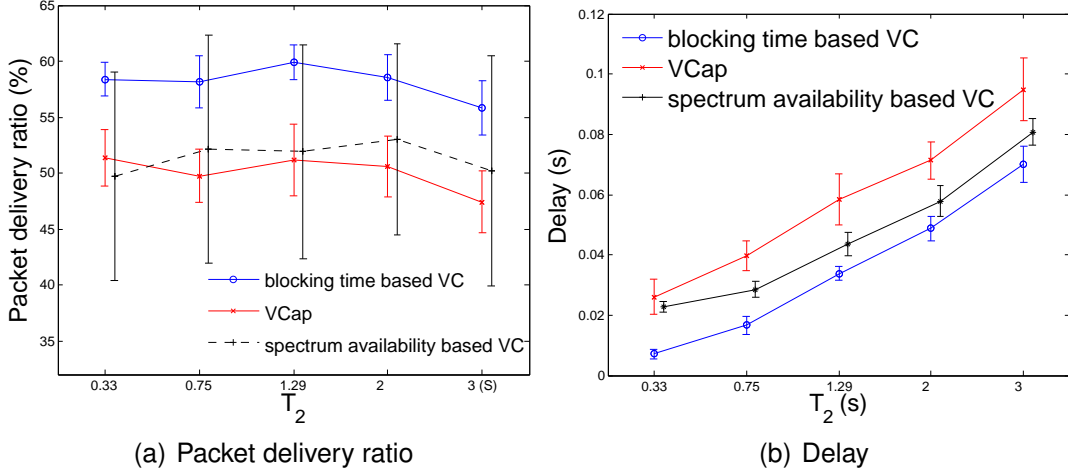 65
60
55
50
45
40
35
Packet delivery ratio (%)
blocking time based VC
VCap
spectrum availability based VC
0.33
0.75
1.29
2
3 (S)
T2
(a) Packet delivery ratio
0.12
0.1
0.08
0.06
0.04
0.02
0
Delay (s)
blocking time based VC
VCap
spectrum availability based VC
0.33
0.75
1.29
2
3
T2 (s)
(b) Delay